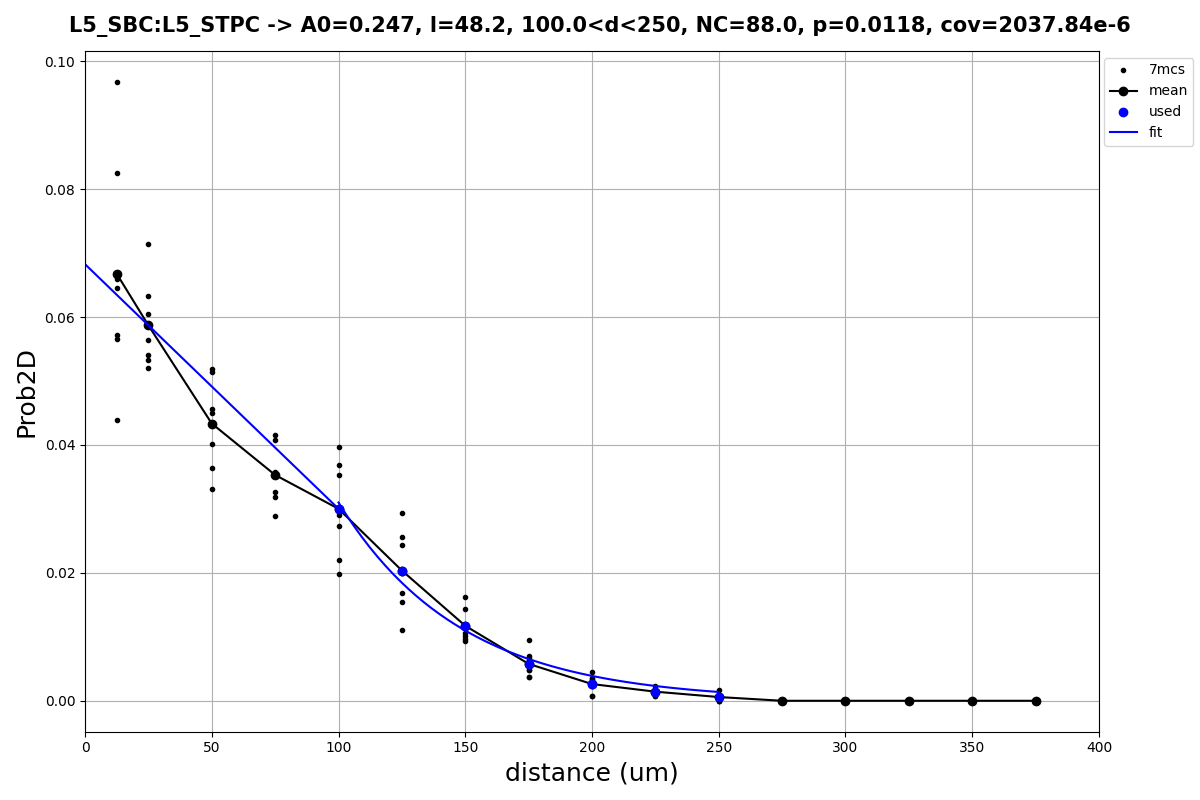 L5_SBC:L5_STPC -> A0=0.247, l=48.2, 100.0<d<250, NC=88.0, p=0.0118, cov=2037.84e-6
7mcs
mean
used
fit
Prob2D
0.10
0.08
0.06
0.04
0.02
0.00
0 50 100 150 200 250 300 350 400
distance (um)